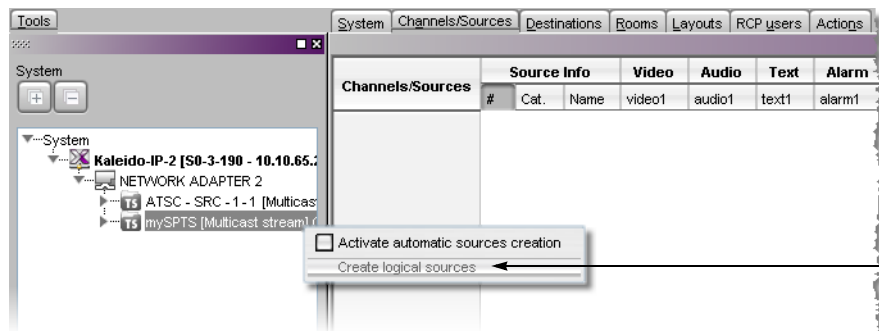 Tools
System Channels/Sources Destinations Rooms Layouts RCP users Actions
System
Channels/Sources
Source Info Video Audio Text Alarm
# Cat. Name video1 audio1 text1 alarm1
System
Kaleido-IP-2 [S0-3-190 - 10.10.65.2
NETWORK ADAPTER 2
TS ATSC - SRC - 1 - 1 [Multicas
TS mySPTS [Multicast stream] (
Activate automatic sources creation
Create logical sources